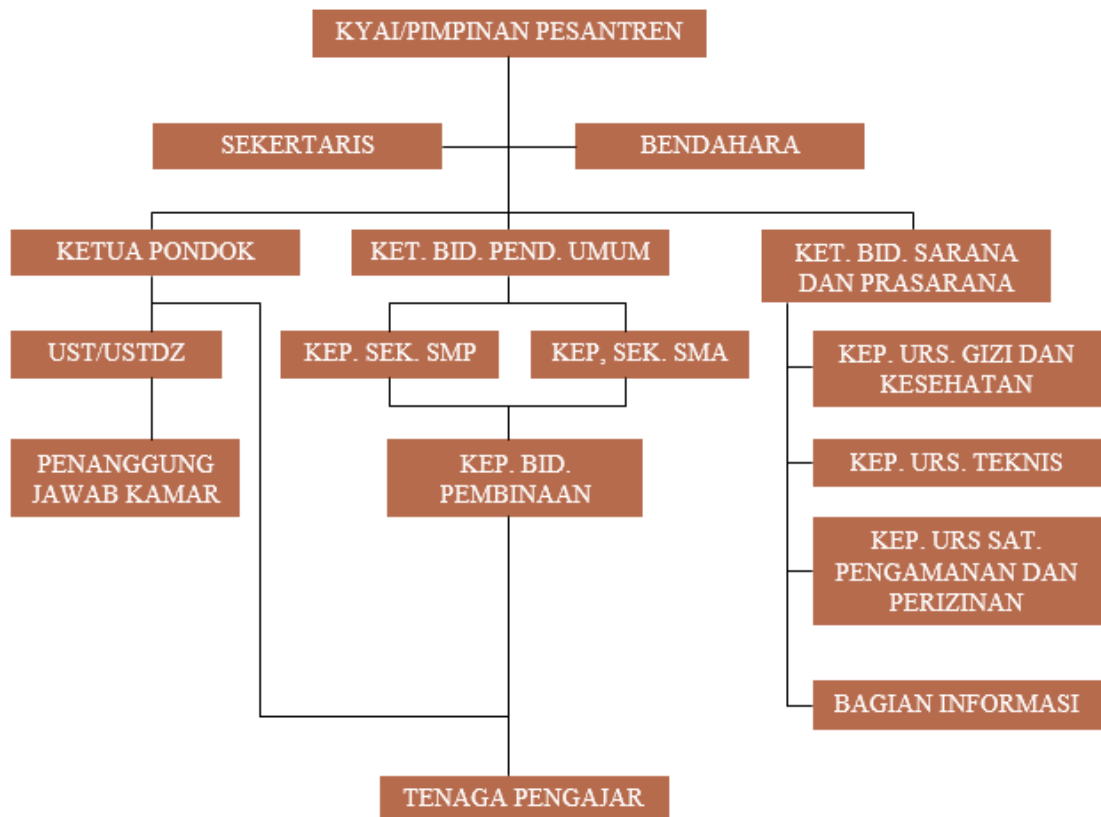 KYAI/PIMPINAN PESANTREN
SEKERTARIS
BENDAHARA
KETUA PONDOK
KET. BID. PEND. UMUM
KET. BID. SARANA
DAN PRASARANA
UST/USTDZ
KEP. SEK. SMP
KEP, SEK. SMA
KEP. URS. GIZI DAN
KESEHATAN
PENANGGUNG
JAWAB KAMAR
KEP. BID.
PEMBINAAN
KEP. URS. TEKNIS
KEP. URS SAT.
PENGAMANAN DAN
PERIZINAN
BAGIAN INFORMASI
TENAGA PENGAJAR